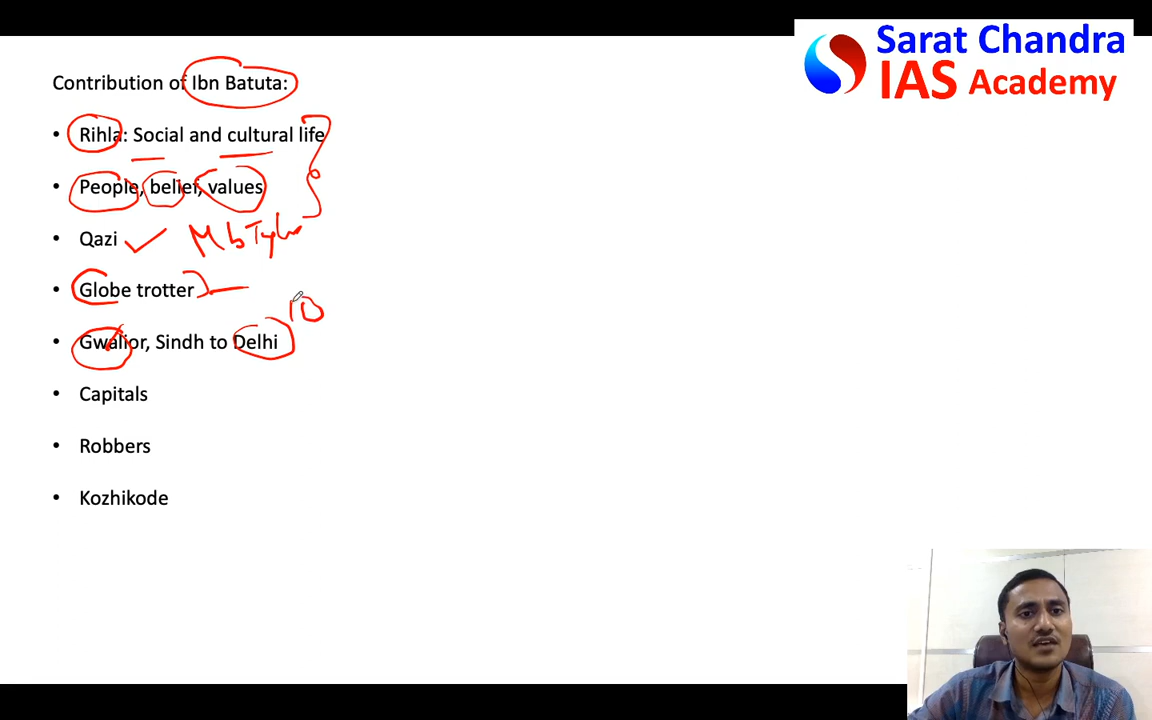 Sarat Chandra
IAS Academy
Contribution of Ibn Batuta:
• Rihla: Social and cultural life
• People, belief, values
• Qazi
• Globe trotter
• Gwalior, Sindh to Delhi
• Capitals
• Robbers
• Kozhikode